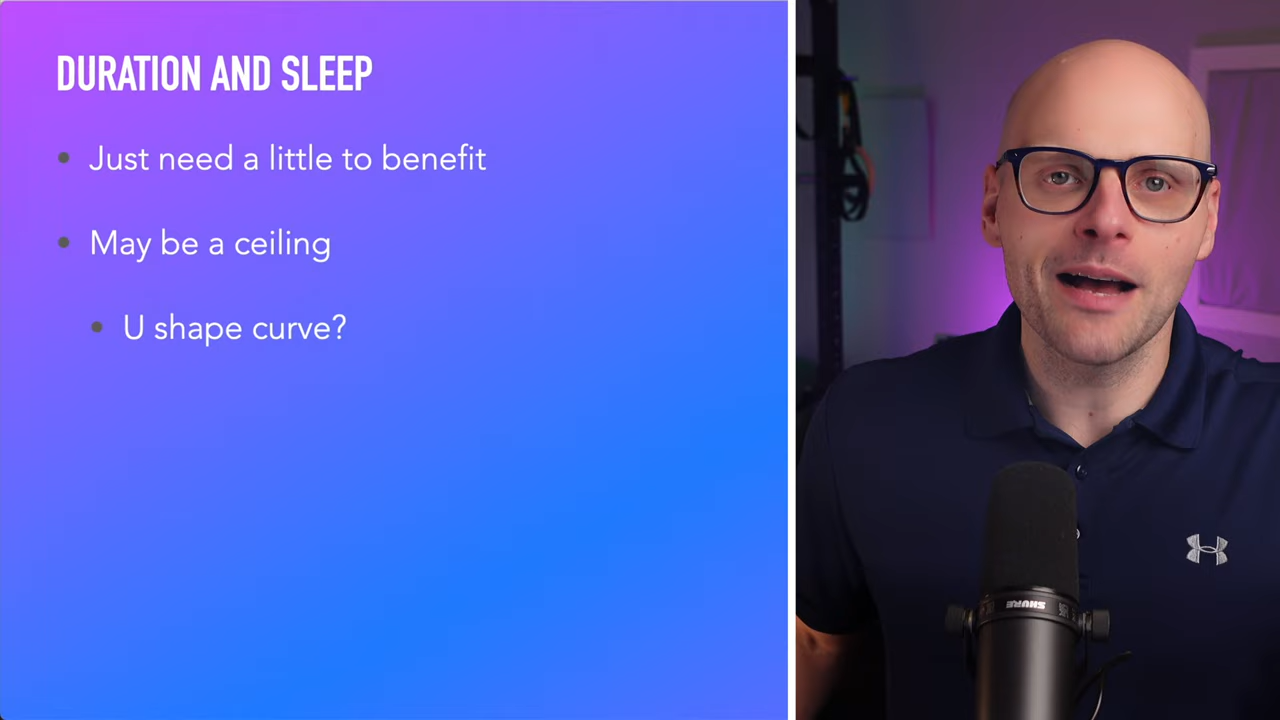 DURATION AND SLEEP
• Just need a little to benefit
• May be a ceiling
• U shape curve?
SHURE